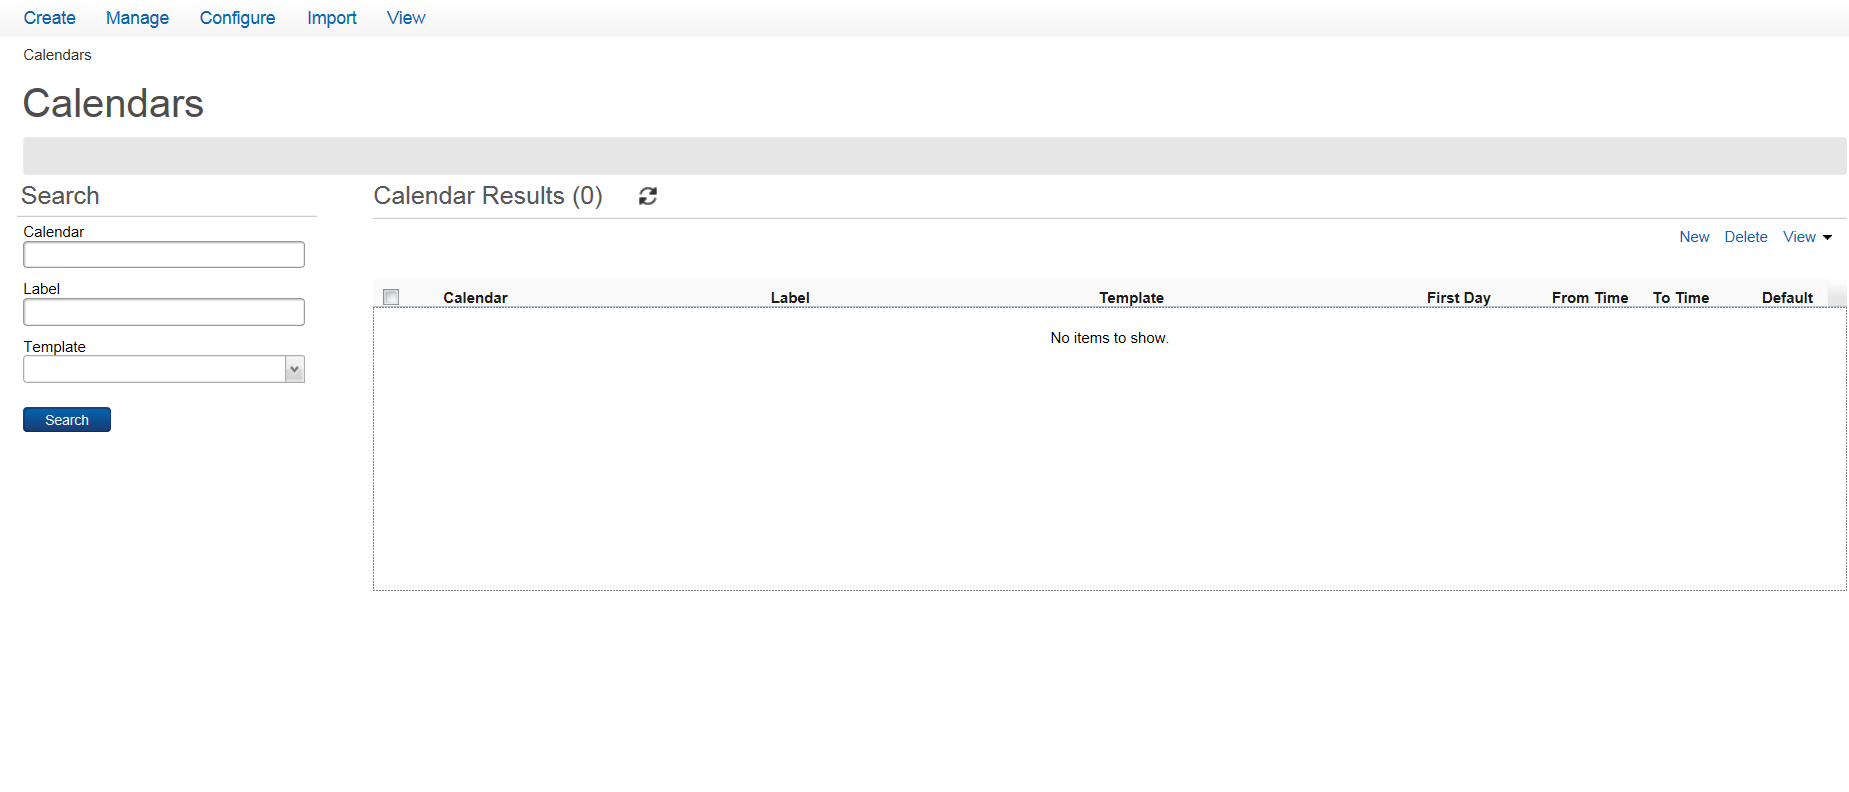 Create Manage Configure Import View
Calendars
Calendars
Search
Calendar Results (0)
Calendar
New Delete View
Label
Calendar Label Template First Day From Time To Time Default
No items to show.
Template
Search